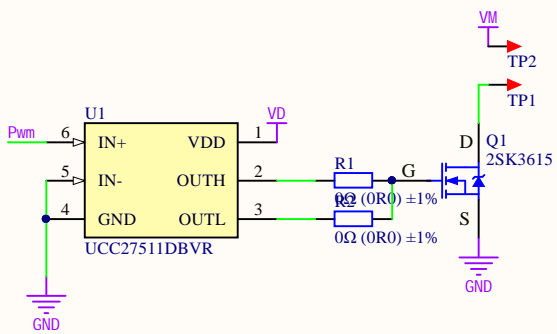 VM
TP2
TP1
U1
VD
Pwm
6 IN+ VDD 1
5 IN- OUTH 2
4 GND OUTL 3
UCC27511DBVR
R1
0Ω (0R0) ±1%
R2
0Ω (0R0) ±1%
G
D
S
Q1
2SK3615
GND
GND